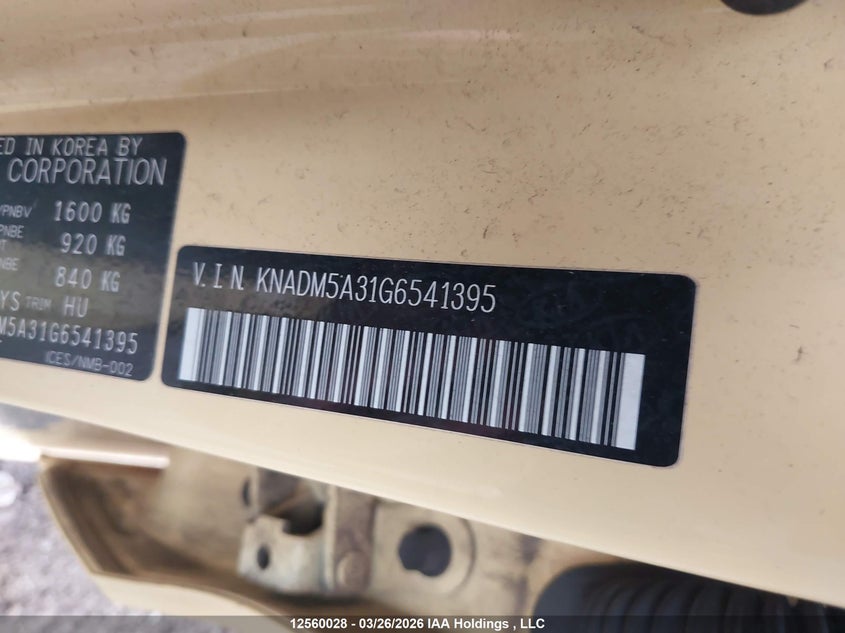 ED IN KOREA BY
CORPORATION
/PNBV 1600 KG
PNBE 920 KG
NBE 840 KG
YS TRIM HU
M5A31G6541395
ICES/NMB-002
V.I.N. KNADM5A31G6541395
12560028 - 03/26/2026 IAA Holdings , LLC